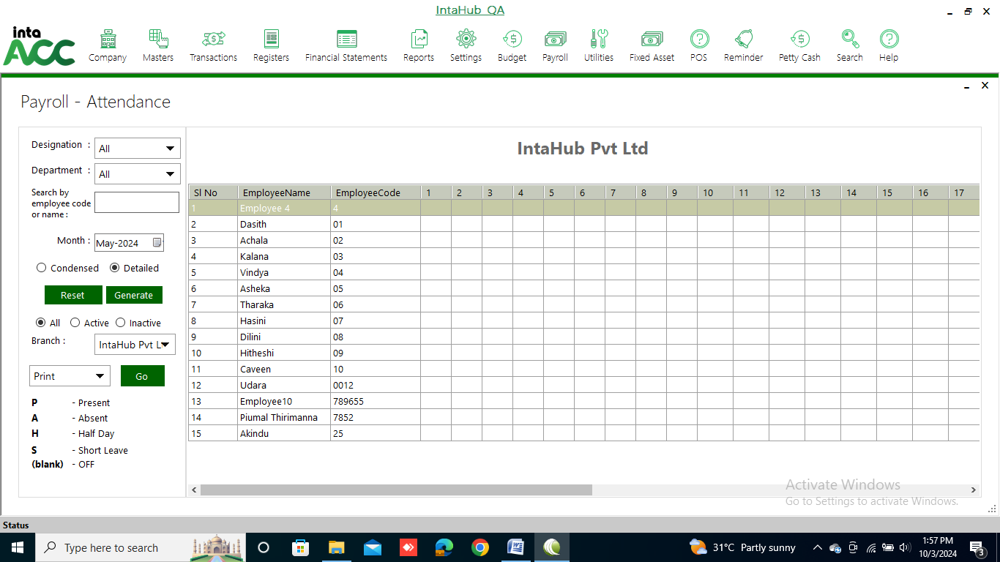 IntaHub_QA
inta
ACC
Company Masters Transactions Registers Financial Statements Reports Settings Budget Payroll Utilities Fixed Asset POS Reminder Petty Cash Search Help
Payroll - Attendance
Designation : All
Department : All
Search by
employee code
or name :
Month : May-2024
Condensed Detailed
Reset Generate
All Active Inactive
Branch : IntaHub Pvt L
Print Go
P - Present
A - Absent
H - Half Day
S - Short Leave
(blank) - OFF
IntaHub Pvt Ltd
Sl No EmployeeName EmployeeCode 1 2 3 4 5 6 7 8 9 10 11 12 13 14 15 16 17
1 Employee 4 4
2 Dasith 01
3 Achala 02
4 Kalana 03
5 Vindya 04
6 Asheka 05
7 Tharaka 06
8 Hasini 07
9 Dilini 08
10 Hitheshi 09
11 Caveen 10
12 Udara 0012
13 Employee10 789655
14 Piumal Thirimanna 7852
15 Akindu 25
Activate Windows
Go to Settings to activate Windows.
Status
Type here to search
31°C Partly sunny
1:57 PM
10/3/2024
3